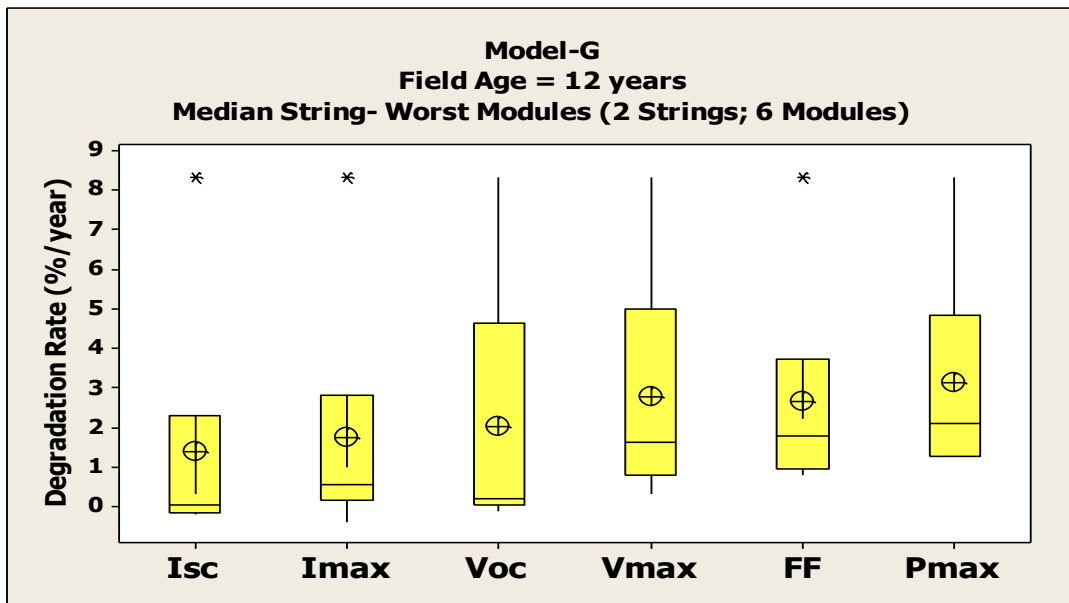 Model-G
Field Age = 12 years
Median String- Worst Modules (2 Strings; 6 Modules)
Degradation Rate (%/year)
9
8
7
6
5
4
3
2
1
0
Isc Imax Voc Vmax FF Pmax